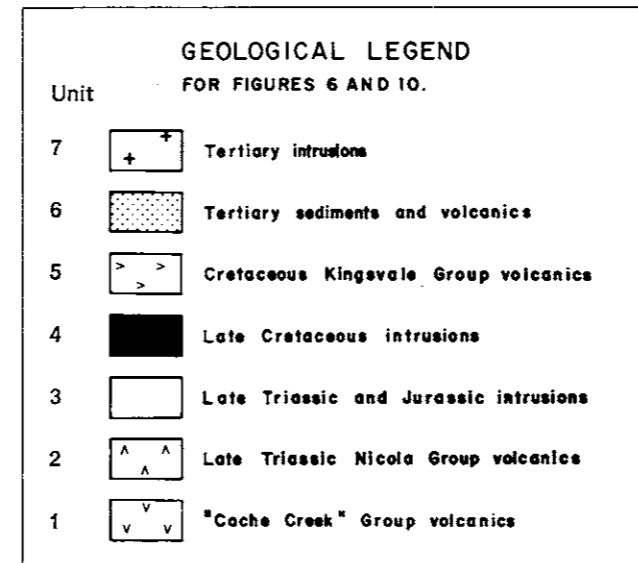 GEOLOGICAL LEGEND
FOR FIGURES 6 AND 10.
Unit
7 Tertiary intrusions
6 Tertiary sediments and volcanics
5 Cretaceous Kingsvale Group volcanics
4 Late Cretaceous intrusions
3 Late Triassic and Jurassic intrusions
2 Late Triassic Nicola Group volcanics
1 "Cache Creek" Group volcanics